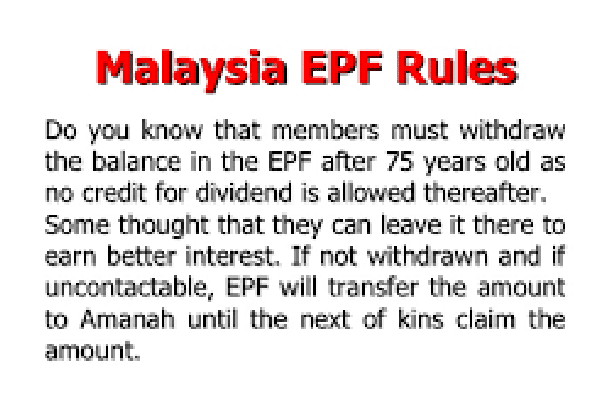 Malaysia EPF Rules
Do you know that members must withdraw
the balance in the EPF after 75 years old as
no credit for dividend is allowed thereafter.
Some thought that they can leave it there to
earn better interest. If not withdrawn and if
uncontactable, EPF will transfer the amount
to Amanah until the next of kins claim the
amount.